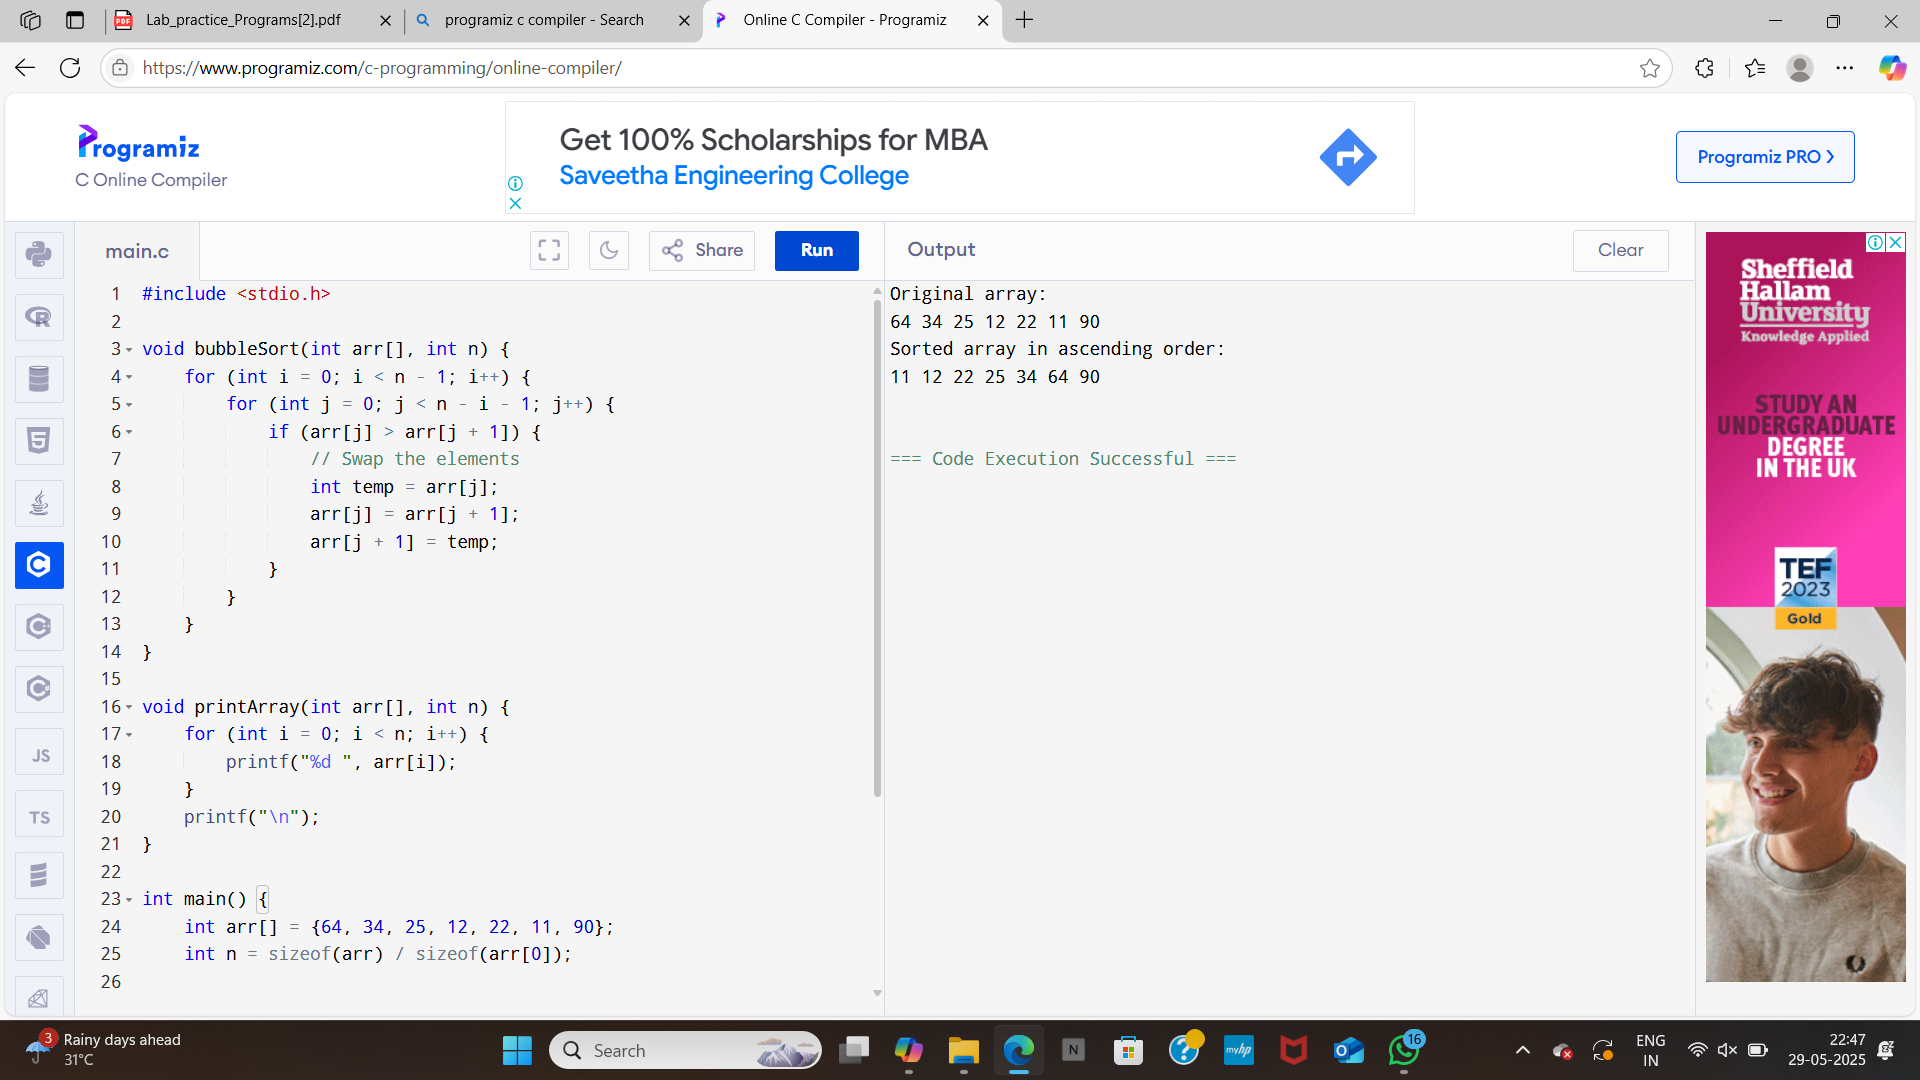 Lab_practice_Programs[2].pdf
programiz c compiler - Search
Online C Compiler - Programiz
https://www.programiz.com/c-programming/online-compiler/
Programiz
C Online Compiler
Get 100% Scholarships for MBA
Saveetha Engineering College
Programiz PRO
main.c
Share
Run
Output
Clear
1 #include <stdio.h>
2
3 void bubbleSort(int arr[], int n) {
4     for (int i = 0; i < n - 1; i++) {
5         for (int j = 0; j < n - i - 1; j++) {
6             if (arr[j] > arr[j + 1]) {
7                 // Swap the elements
8                 int temp = arr[j];
9                 arr[j] = arr[j + 1];
10                 arr[j + 1] = temp;
11             }
12         }
13     }
14 }
15
16 void printArray(int arr[], int n) {
17     for (int i = 0; i < n; i++) {
18         printf("%d ", arr[i]);
19     }
20     printf("\n");
21 }
22
23 int main() {
24     int arr[] = {64, 34, 25, 12, 22, 11, 90};
25     int n = sizeof(arr) / sizeof(arr[0]);
26
Original array:
64 34 25 12 22 11 90
Sorted array in ascending order:
11 12 22 25 34 64 90
=== Code Execution Successful ===
JS
TS
Sheffield
Hallam
University
Knowledge Applied
STUDY AN
UNDERGRADUATE
DEGREE
IN THE UK
TEF
2023
Gold
3
Rainy days ahead
31°C
Search
N
myhp
16
ENG
IN
22:47
29-05-2025